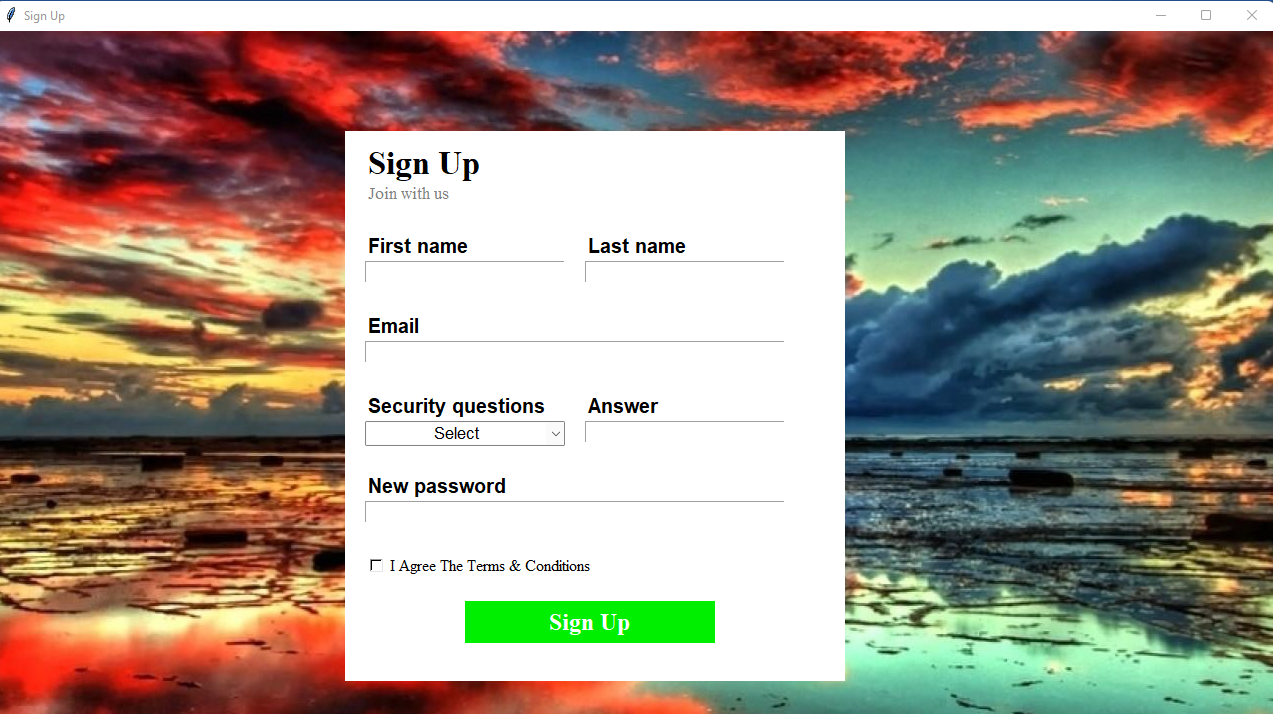 Sign Up
Sign Up
Join with us
First name Last name
Email
Security questions Answer
Select
New password
I Agree The Terms & Conditions
Sign Up